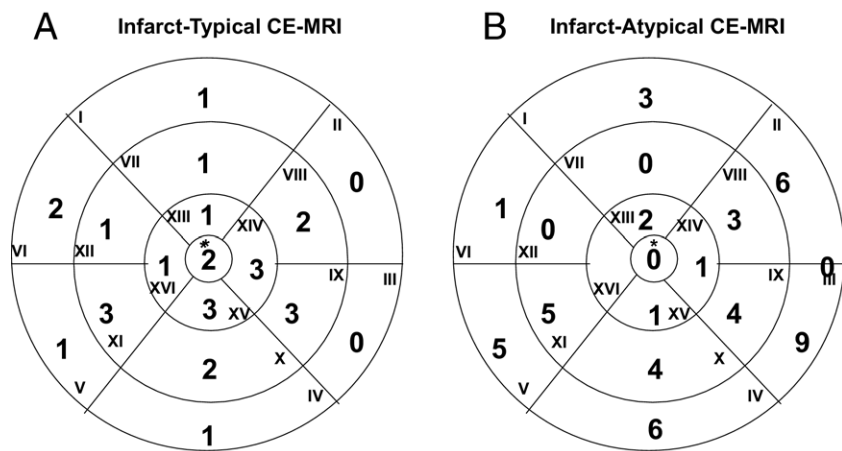 A Infarct-Typical CE-MRI
1
I
II
VII
1
VIII
0
2
1
XIII
1
XIV
2
*
2
VI
XII
1
3
IX
III
XVI
3
XV
3
3
0
1
XI
X
2
V
IV
1
B Infarct-Atypical CE-MRI
3
I
II
VII
0
VIII
6
1
0
XIII
2
XIV
3
*
0
VI
XII
1
IX
0
III
XVI
5
1
XV
4
9
5
XI
X
4
V
IV
6